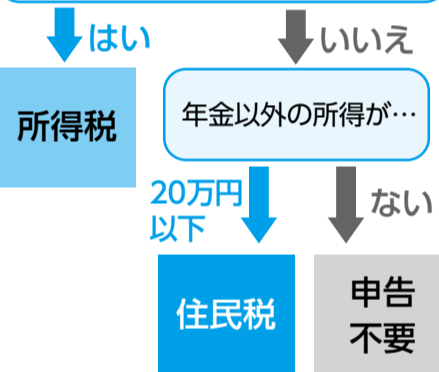 はい
いいえ
所得税
年金以外の所得が…
20万円
以下
ない
住民税
申告
不要